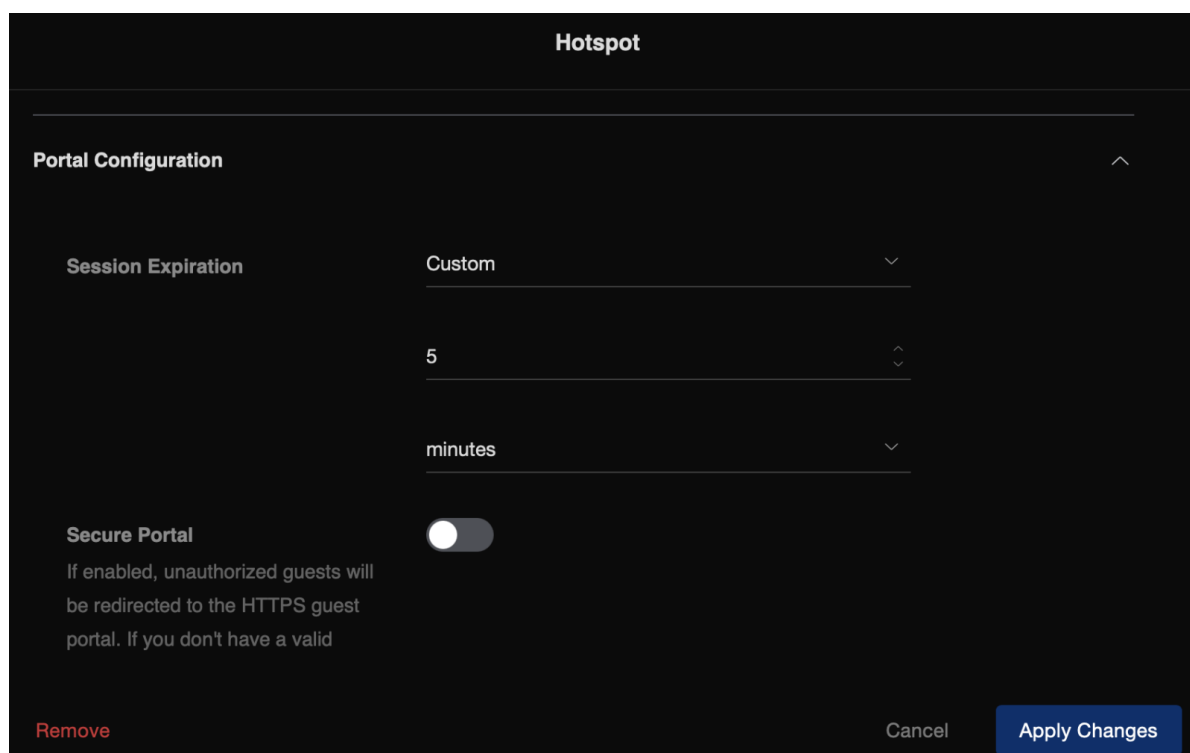 Hotspot
Portal Configuration
Session Expiration
Custom
5
minutes
Secure Portal
If enabled, unauthorized guests will
be redirected to the HTTPS guest
portal. If you don't have a valid
Remove
Cancel
Apply Changes